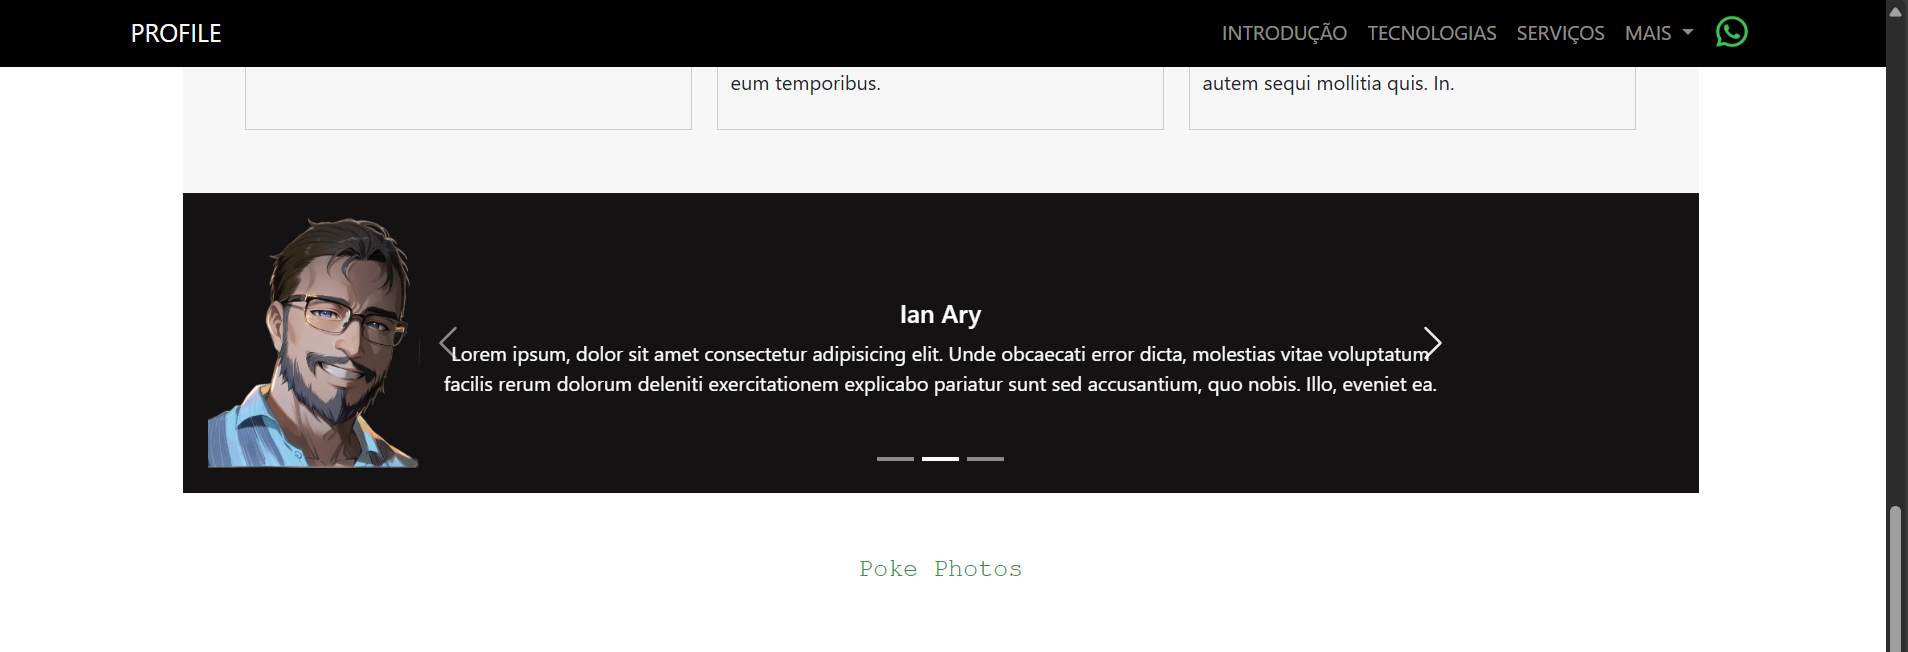 PROFILE
INTRODUÇÃO TECNOLOGIAS SERVIÇOS MAIS
eum temporibus.
autem sequi mollitia quis. In.
Ian Ary
Lorem ipsum, dolor sit amet consectetur adipisicing elit. Unde obcaecati error dicta, molestias vitae voluptatum
facilis rerum dolorum deleniti exercitationem explicabo pariatur sunt sed accusantium, quo nobis. Illo, eveniet ea.
Poke Photos